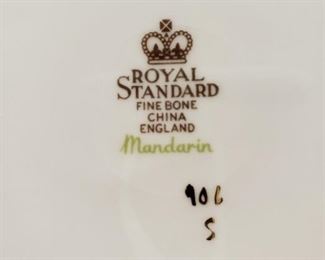 ROYAL
STANDARD
FINE BONE
CHINA
ENGLAND
Mandarin
906
S